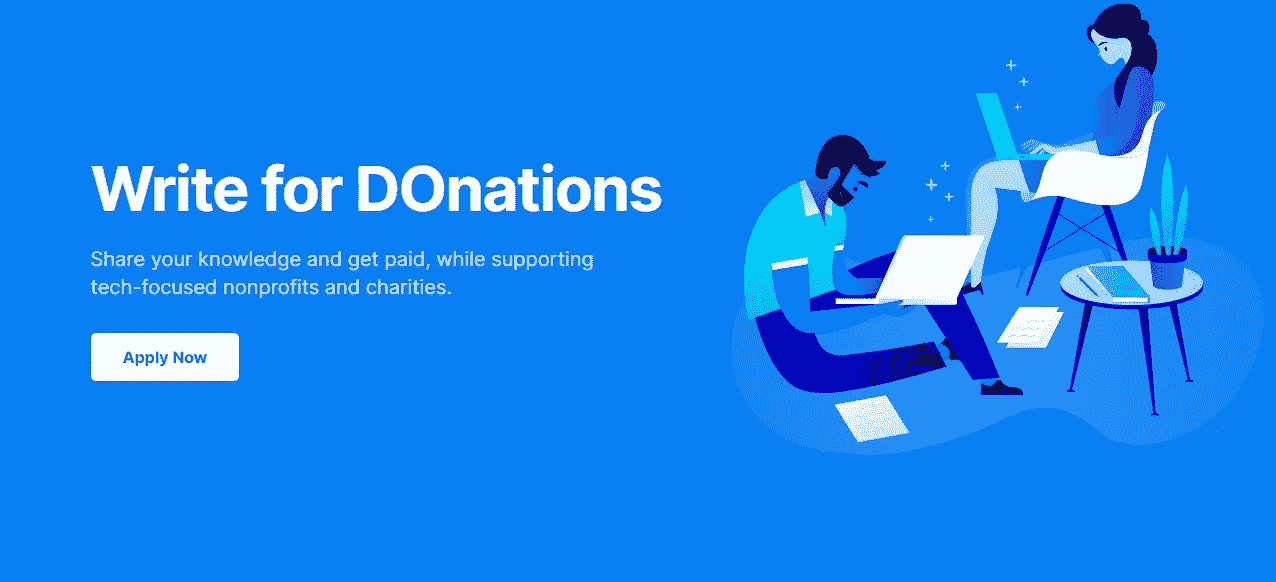 Write for DOnations
Share your knowledge and get paid, while supporting
tech-focused nonprofits and charities.
Apply Now